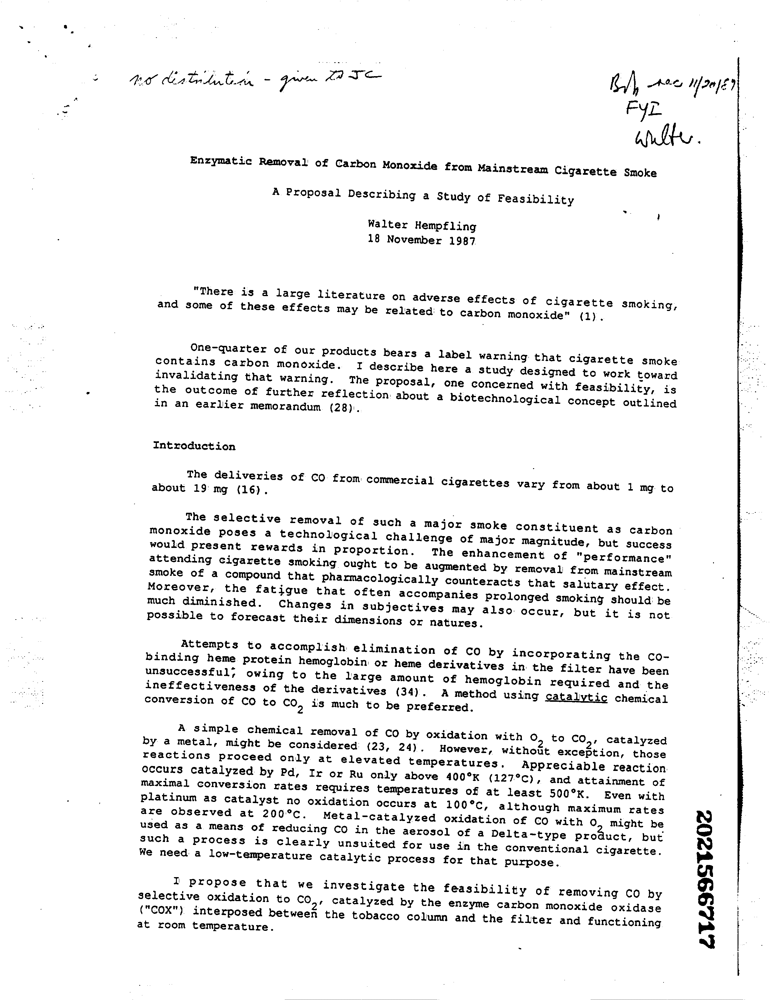 no distribution - given to JC
Bob rec 11/20/87
FYI
Walter.
Enzymatic Removal of Carbon Monoxide from Mainstream Cigarette Smoke
A Proposal Describing a Study of Feasibility
Walter Hempfling
18 November 1987
"There is a large literature on adverse effects of cigarette smoking,
and some of these effects may be related to carbon monoxide" (1).
One-quarter of our products bears a label warning that cigarette smoke
contains carbon monoxide. I describe here a study designed to work toward
invalidating that warning. The proposal, one concerned with feasibility, is
the outcome of further reflection about a biotechnological concept outlined
in an earlier memorandum (28).
Introduction
The deliveries of CO from commercial cigarettes vary from about 1 mg to
about 19 mg (16).
The selective removal of such a major smoke constituent as carbon
monoxide poses a technological challenge of major magnitude, but success
would present rewards in proportion. The enhancement of "performance"
attending cigarette smoking ought to be augmented by removal from mainstream
smoke of a compound that pharmacologically counteracts that salutary effect.
Moreover, the fatigue that often accompanies prolonged smoking should be
much diminished. Changes in subjectives may also occur, but it is not
possible to forecast their dimensions or natures.
Attempts to accomplish elimination of CO by incorporating the CO-
binding heme protein hemoglobin or heme derivatives in the filter have been
unsuccessful, owing to the large amount of hemoglobin required and the
ineffectiveness of the derivatives (34). A method using catalytic chemical
conversion of CO to CO2 is much to be preferred.
A simple chemical removal of CO by oxidation with O2 to CO2, catalyzed
by a metal, might be considered (23, 24). However, without exception, those
reactions proceed only at elevated temperatures. Appreciable reaction
occurs catalyzed by Pd, Ir or Ru only above 400°K (127°C), and attainment of
maximal conversion rates requires temperatures of at least 500°K. Even with
platinum as catalyst no oxidation occurs at 100°C, although maximum rates
are observed at 200°C. Metal-catalyzed oxidation of CO with O2 might be
used as a means of reducing CO in the aerosol of a Delta-type product, but
such a process is clearly unsuited for use in the conventional cigarette.
We need a low-temperature catalytic process for that purpose.
I propose that we investigate the feasibility of removing CO by
selective oxidation to CO2, catalyzed by the enzyme carbon monoxide oxidase
("COX") interposed between the tobacco column and the filter and functioning
at room temperature.
2021566717